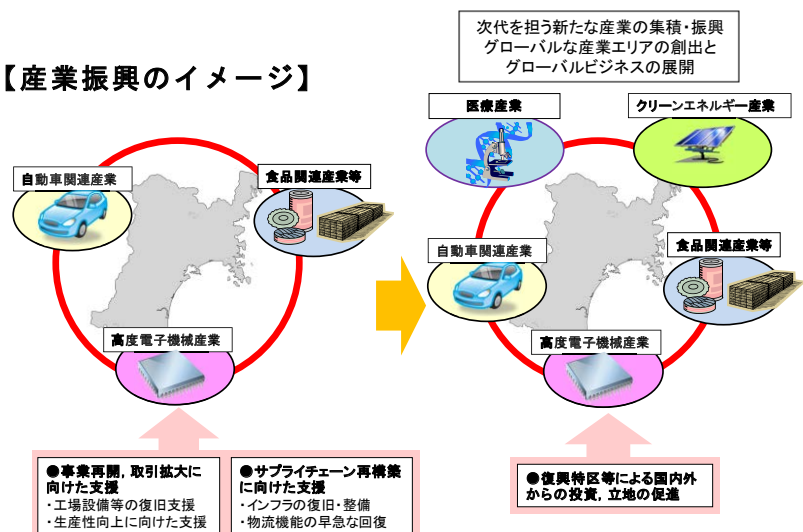 【産業振興のイメージ】
自動車関連産業
食品関連産業等
高度電子機械産業
●事業再開，取引拡大に
向けた支援
・工場設備等の復旧支援
・生産性向上に向けた支援
●サプライチェーン再構築
に向けた支援
・インフラの復旧・整備
・物流機能の早急な回復
次代を担う新たな産業の集積・振興
グローバルな産業エリアの創出と
グローバルビジネスの展開
医療産業
クリーンエネルギー産業
自動車関連産業
食品関連産業等
高度電子機械産業
●復興特区等による国内外
からの投資，立地の促進